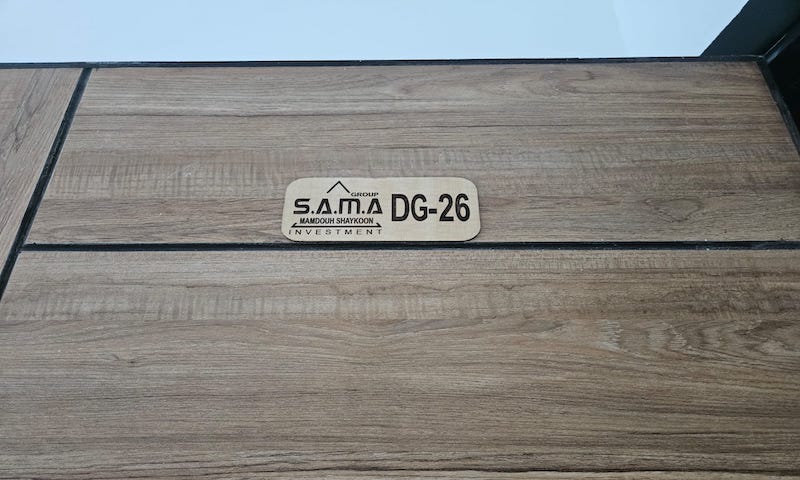 GROUP
S.A.M.A
MAMDOUH SHAYKOON
INVESTMENT
DG-26